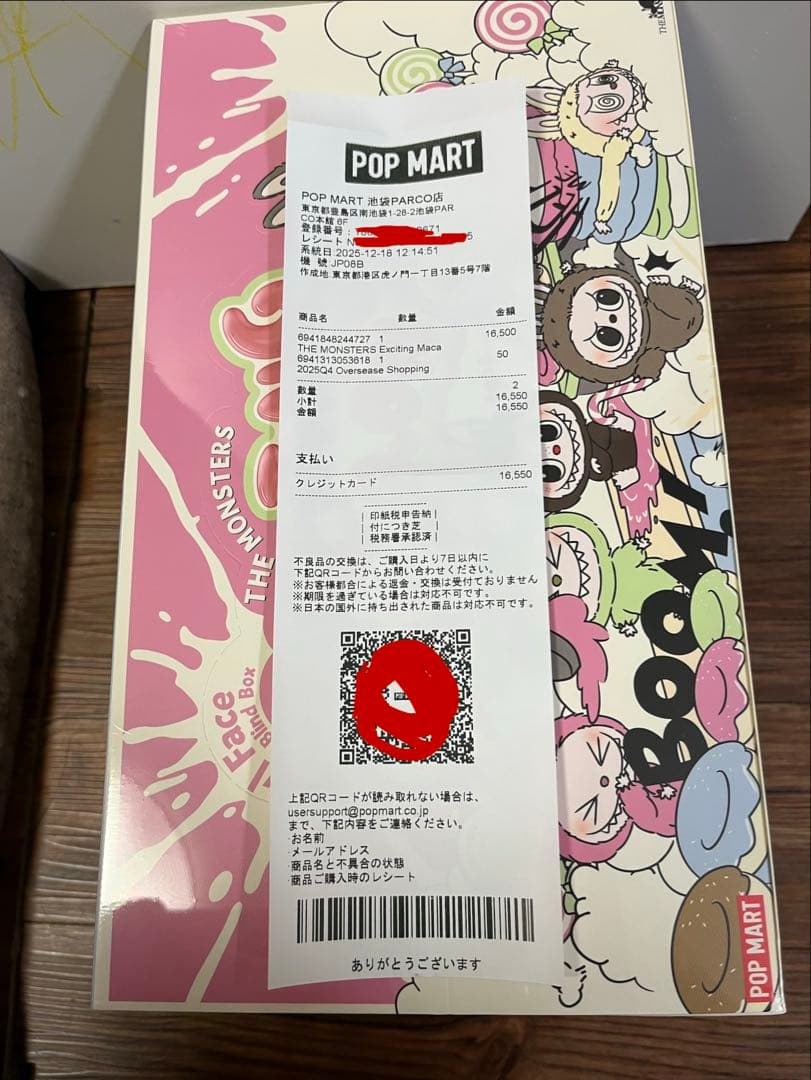 THE MONS
POP MART
POP MART 池袋PARCO店
東京都豊島区南池袋1-28-2池袋PAR
CO本館 6F
登録番号:
レシートN
系統日:2025-12-18 12:14:51
機 號:JP08B
作成地:東京都港区虎ノ門一丁目13番5号7階
商品名 数量 金額
6941848244727 1 16,500
THE MONSTERS Exciting Maca
6941313053618 1 50
2025Q4 Oversease Shopping
数量 2
小計 16,550
金額 16,550
支払い
クレジットカード 16,550
印紙税申告納
付につき芝
税務署承認済
不良品の交換は、ご購入日より7日以内に
下記QRコードからお問い合わせください。
※お客様都合による返金・交換は受付ておりません
※期限を過ぎている場合は対応不可です。
※日本の国外に持ち出された商品は対応不可です。
上記QRコードが読み取れない場合は、
usersupport@popmart.co.jp
まで、下記内容をご連絡ください。
·お名前
·メールアドレス
·商品名と不具合の状態
·商品ご購入時のレシート
ありがとうございます
THE MONSTERS
Face
Blind Box
BOOM!
POP MART